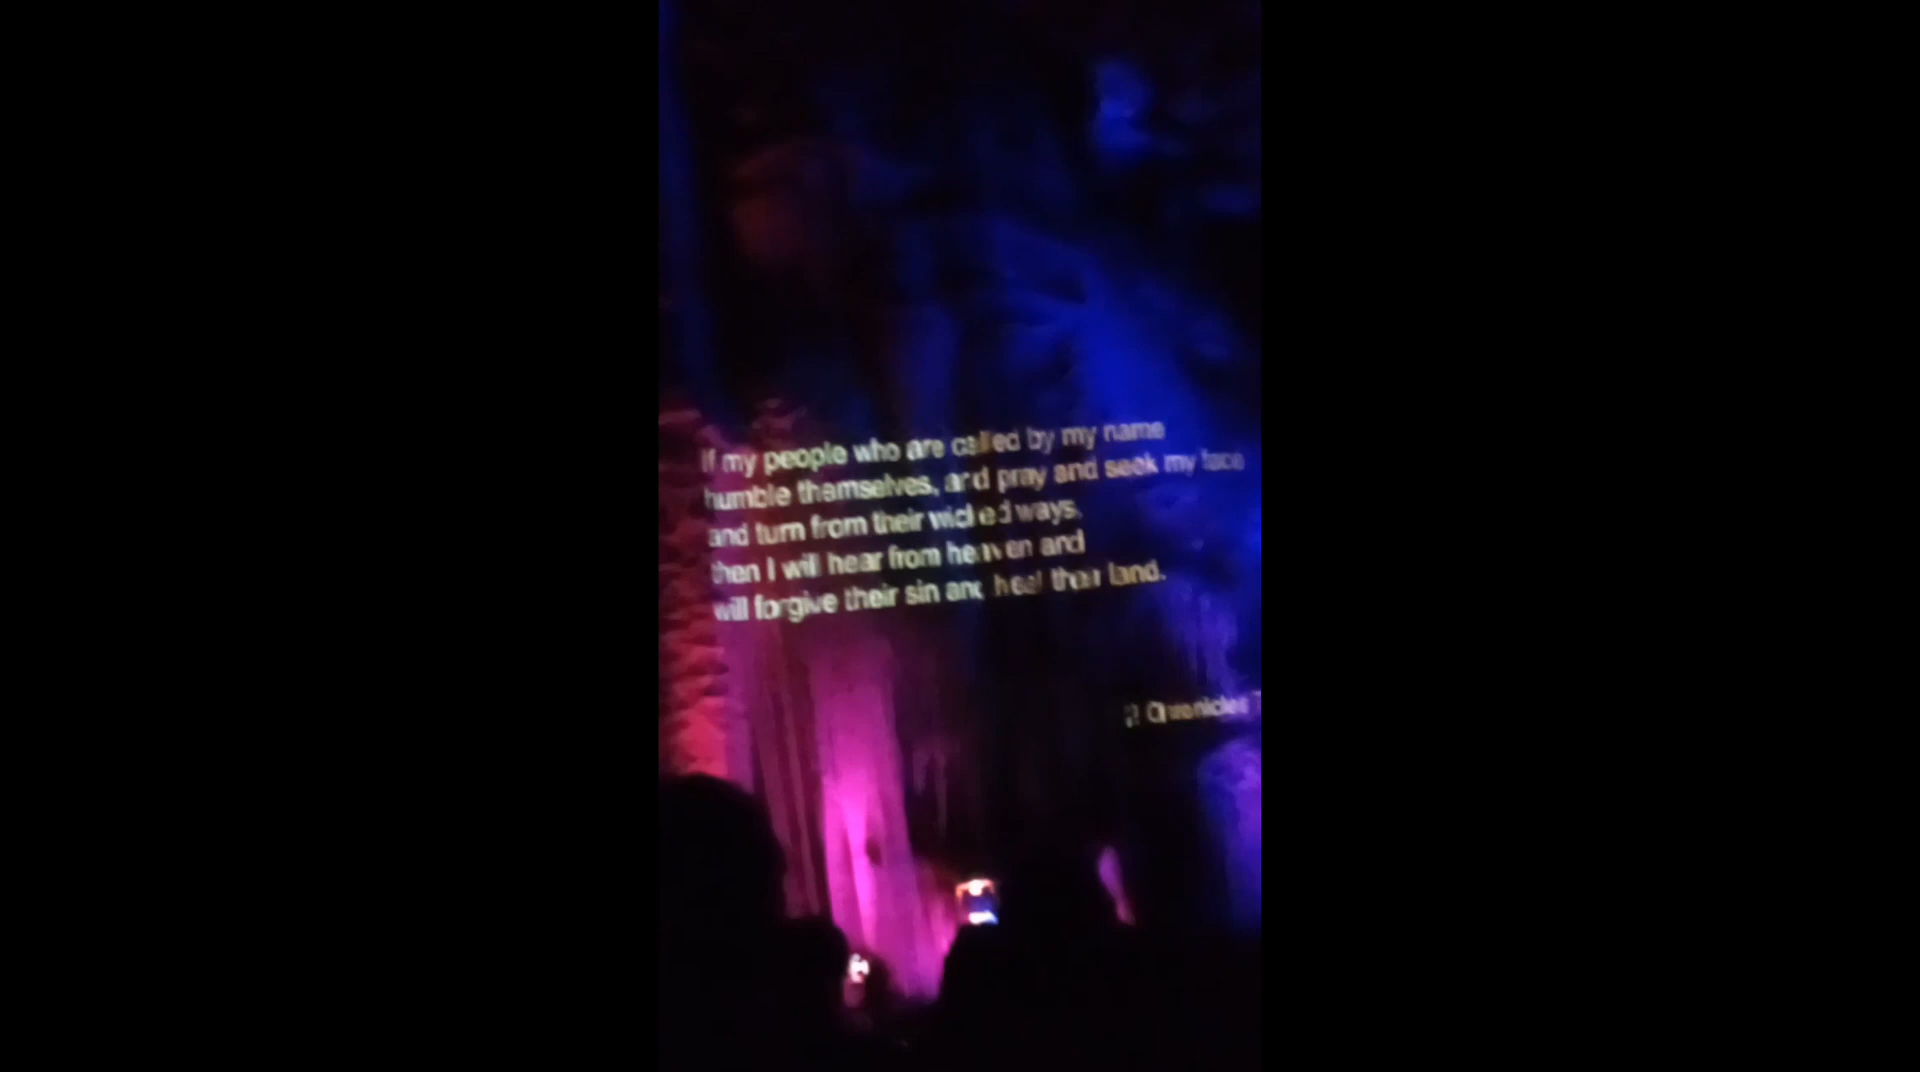 If my people who are called by my name
humble themselves, and pray and seek my face
and turn from their wicked ways,
then I will hear from heaven and
will forgive their sin and heal their land.
2 Chronicles 7